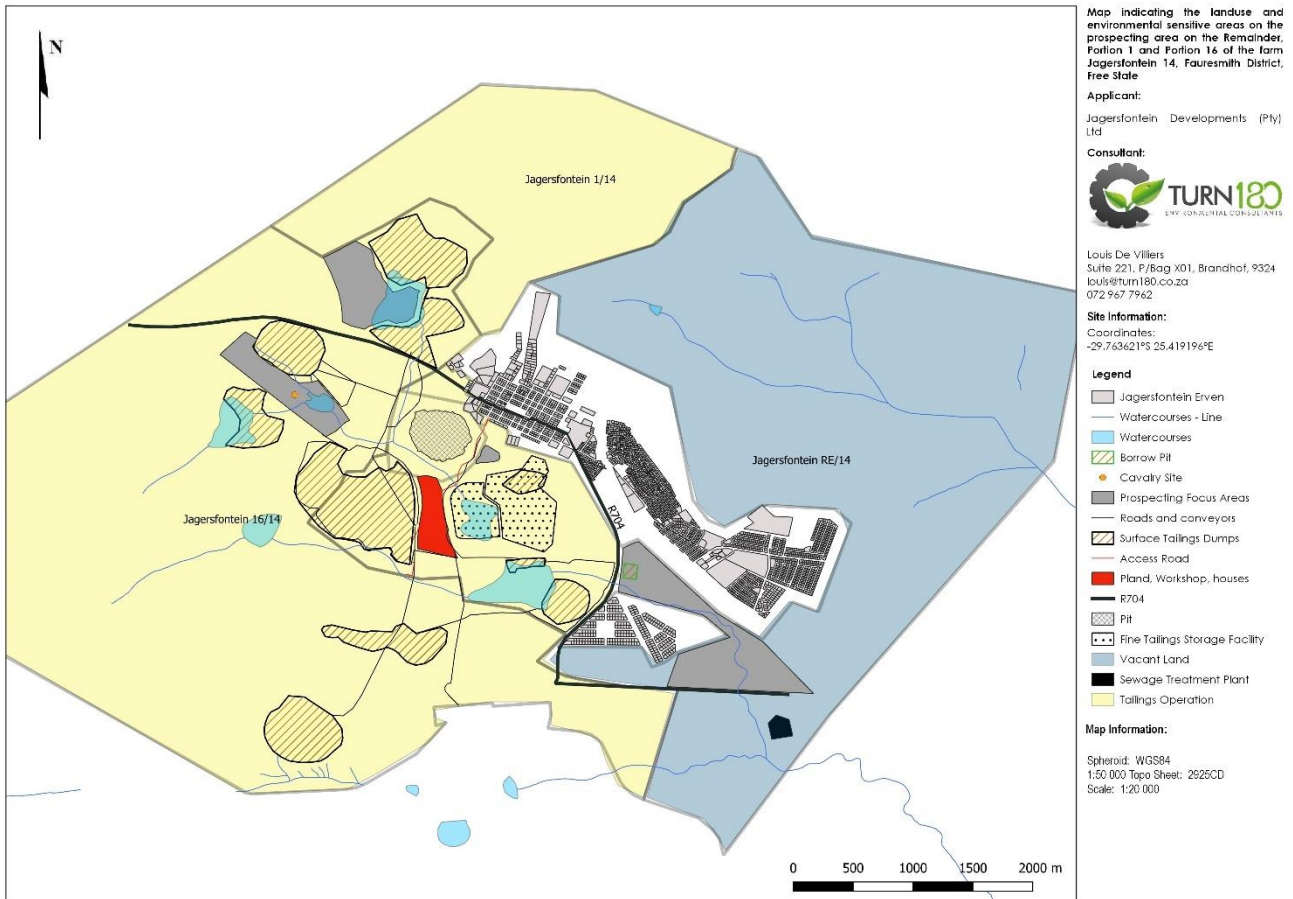 N
Jagersfontein 1/14
Jagersfontein RE/14
Jagersfontein 16/14
R704
0 500 1000 1500 2000 m
Map indicating the landuse and
environmental sensitive areas on the
prospecting area on the Remainder,
Portion 1 and Portion 16 of the farm
Jagersfontein 14, Fauresmith District,
Free State
Applicant:
Jagersfontein Developments (Pty)
Ltd
Consultant:
TURN180
ENVIRONMENTAL CONSULTANTS
Louis De Villiers
Suite 221, P/Bag X01, Brandhof, 9324
louis@turn180.co.za
072 967 7962
Site Information:
Coordinates:
-29.763621°S 25.419196°E
Legend
Jagersfontein Erven
Watercourses - Line
Watercourses
Borrow Pit
Cavalry Site
Prospecting Focus Areas
Roads and conveyors
Surface Tailings Dumps
Access Road
Pland, Workshop, houses
R704
Pit
Fine Tailings Storage Facility
Vacant Land
Sewage Treatment Plant
Tailings Operation
Map Information:
Spheroid: WGS84
1:50 000 Topo Sheet: 2925CD
Scale: 1:20 000